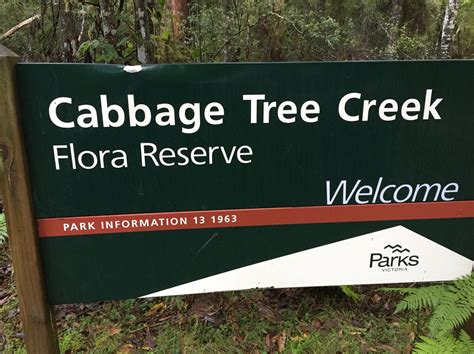 Cabbage Tree Creek
Flora Reserve
Welcome
PARK INFORMATION 13 1963
Parks
VICTORIA